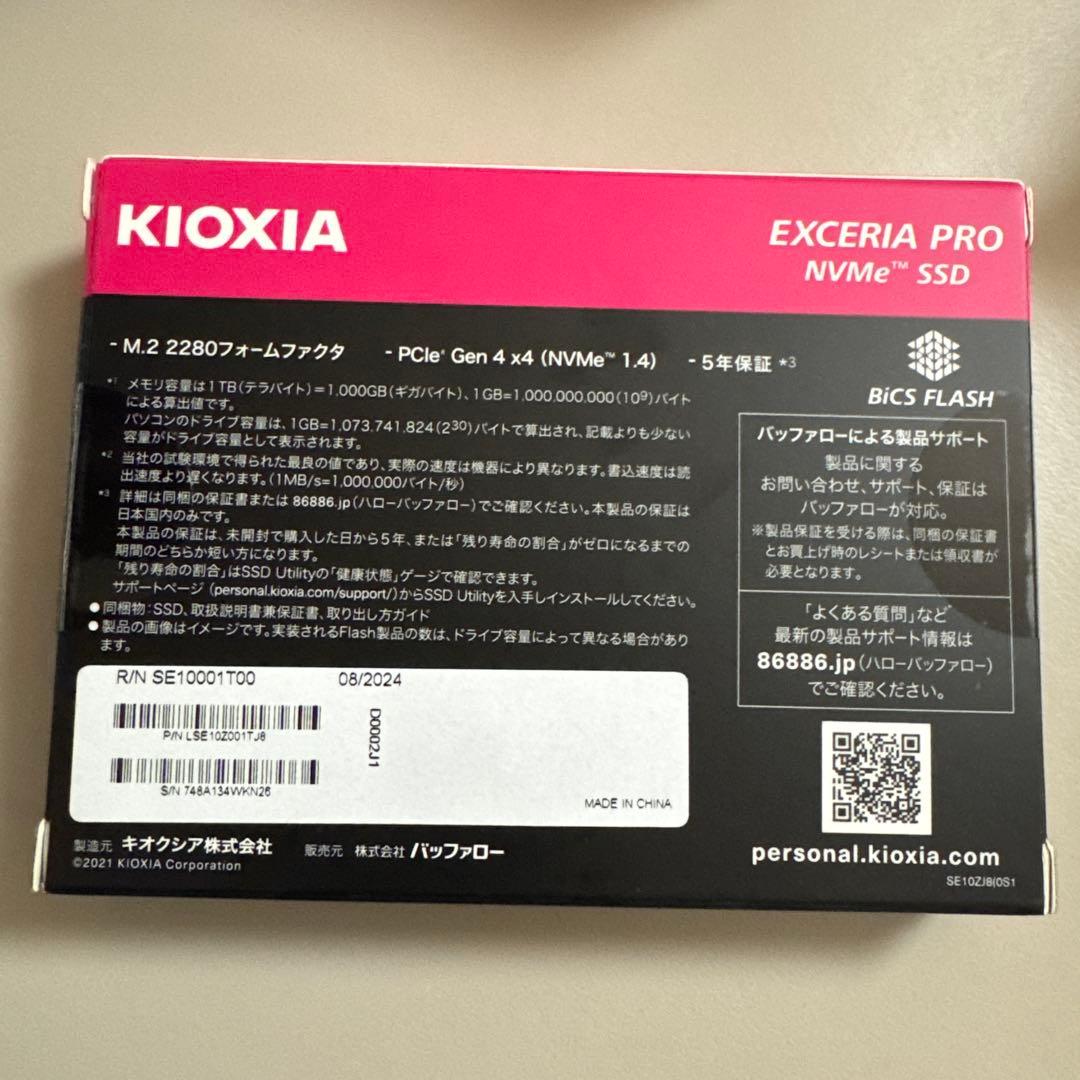 KIOXIA
EXCERIA PRO
NVMe™ SSD
- M.2 2280フォームファクタ - PCIe® Gen 4 x4 (NVMe™ 1.4) - 5年保証 *3
BiCS FLASH™
*1 メモリ容量は1TB(テラバイト)=1,000GB(ギガバイト)、1GB=1,000,000,000(10⁹)バイト
による算出値です。
パソコンのドライブ容量は、1GB=1,073,741,824(2³⁰)バイトで算出され、記載よりも少ない
容量がドライブ容量として表示されます。
*2 当社の試験環境で得られた最良の値であり、実際の速度は機器により異なります。書込速度は読
出速度より遅くなります。(1MB/s=1,000,000バイト/秒)
*3 詳細は同梱の保証書または 86886.jp(ハローバッファロー)でご確認ください。本製品の保証は
日本国内のみです。
本製品の保証は、未開封で購入した日から5年、または「残り寿命の割合」がゼロになるまでの
期間のどちらか短い方になります。
「残り寿命の割合」はSSD Utilityの「健康状態」ゲージで確認できます。
サポートページ (personal.kioxia.com/support/)からSSD Utilityを入手しインストールしてください。
●同梱物:SSD、取扱説明書兼保証書、取り出し方ガイド
●製品の画像はイメージです。実装されるFlash製品の数は、ドライブ容量によって異なる場合があり
ます。
バッファローによる製品サポート
製品に関する
お問い合わせ、サポート、保証は
バッファローが対応。
※製品保証を受ける際は、同梱の保証書
とお買上げ時のレシートまたは領収書が
必要となります。
「よくある質問」など
最新の製品サポート情報は
86886.jp(ハローバッファロー)
でご確認ください。
R/N SE10001T00 08/2024
D0002J1
P/N LSE10Z001TJ8
S/N 748A134WKN26
MADE IN CHINA
製造元 キオクシア株式会社 販売元 株式会社 バッファロー
©2021 KIOXIA Corporation
personal.kioxia.com
SE10ZJ8(0S1